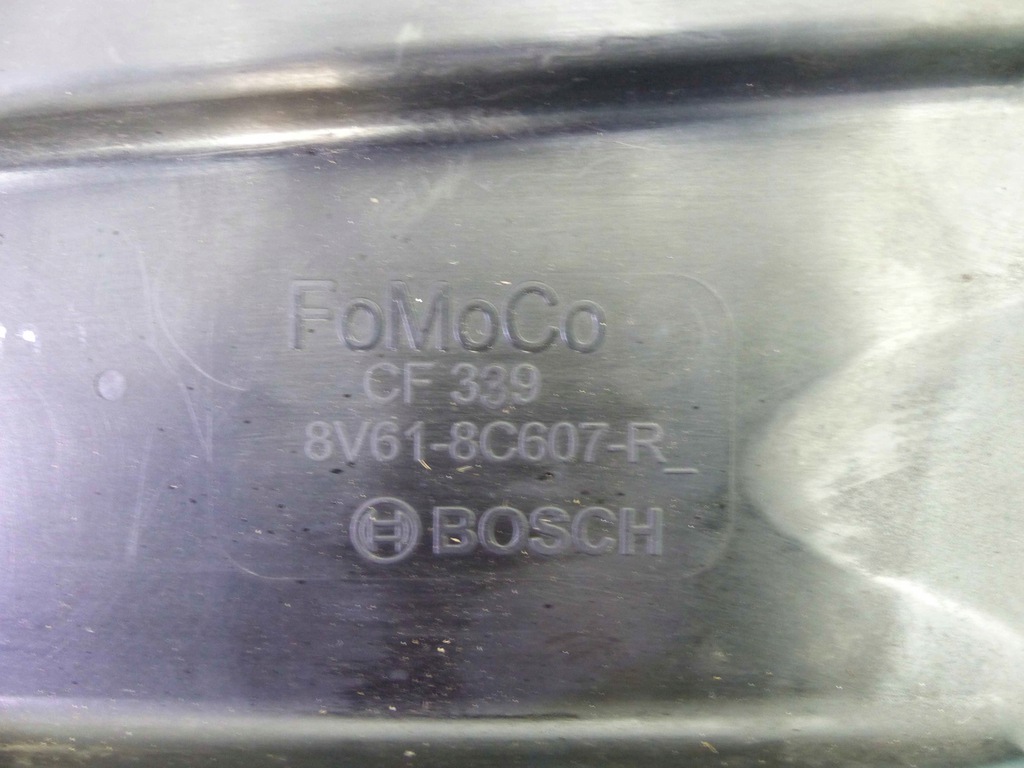 FoMoCo
CF 339
8V61-8C607-R_
BOSCH